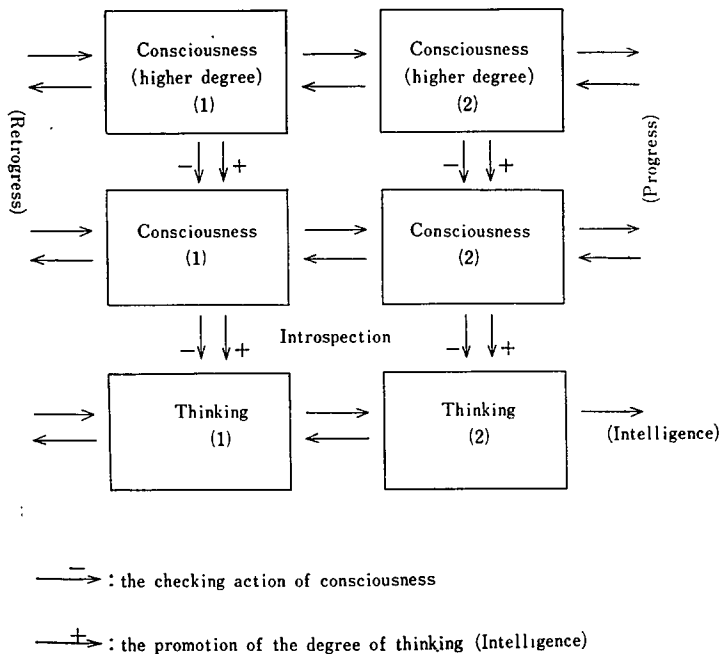 Consciousness
(higher degree)
(1)
Consciousness
(higher degree)
(2)
(Retrogress)
(Progress)
− +
− +
Consciousness
(1)
Consciousness
(2)
− +
Introspection
− +
Thinking
(1)
Thinking
(2)
(Intelligence)
− : the checking action of consciousness
+ : the promotion of the degree of thinking (Intelligence)